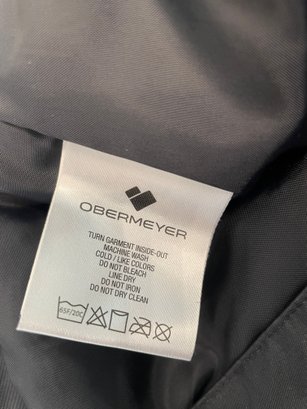 OBERMEYER
TURN GARMENT INSIDE-OUT
MACHINE WASH
COLD / LIKE COLORS
DO NOT BLEACH
LINE DRY
DO NOT IRON
DO NOT DRY CLEAN
65F/20C